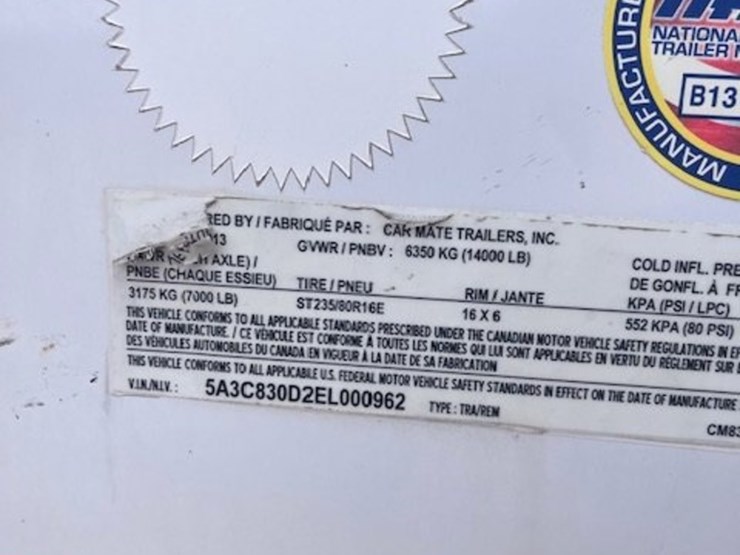 MANUFACTUR
NATIONA
TRAILER
B13
RED BY / FABRIQUÉ PAR : CAR MATE TRAILERS, INC.
13 GVWR / PNBV : 6350 KG (14000 LB)
AXLE) / COLD INFL. PRE
PNBE (CHAQUE ESSIEU) TIRE / PNEU RIM / JANTE DE GONFL. À FR
KPA (PSI / LPC)
3175 KG (7000 LB) ST235/80R16E 16 X 6 552 KPA (80 PSI)
THIS VEHICLE CONFORMS TO ALL APPLICABLE STANDARDS PRESCRIBED UNDER THE CANADIAN MOTOR VEHICLE SAFETY REGULATIONS IN EF
DATE OF MANUFACTURE. / CE VÉHICULE EST CONFORME À TOUTES LES NORMES QUI LUI SONT APPLICABLES EN VERTU DU RÈGLEMENT SUR
DES VÉHICULES AUTOMOBILES DU CANADA EN VIGUEUR À LA DATE DE SA FABRICATION
THIS VEHICLE CONFORMS TO ALL APPLICABLE U.S. FEDERAL MOTOR VEHICLE SAFETY STANDARDS IN EFFECT ON THE DATE OF MANUFACTURE
V.I.N./N.I.V. : 5A3C830D2EL000962 TYPE : TRA/REM
CM83